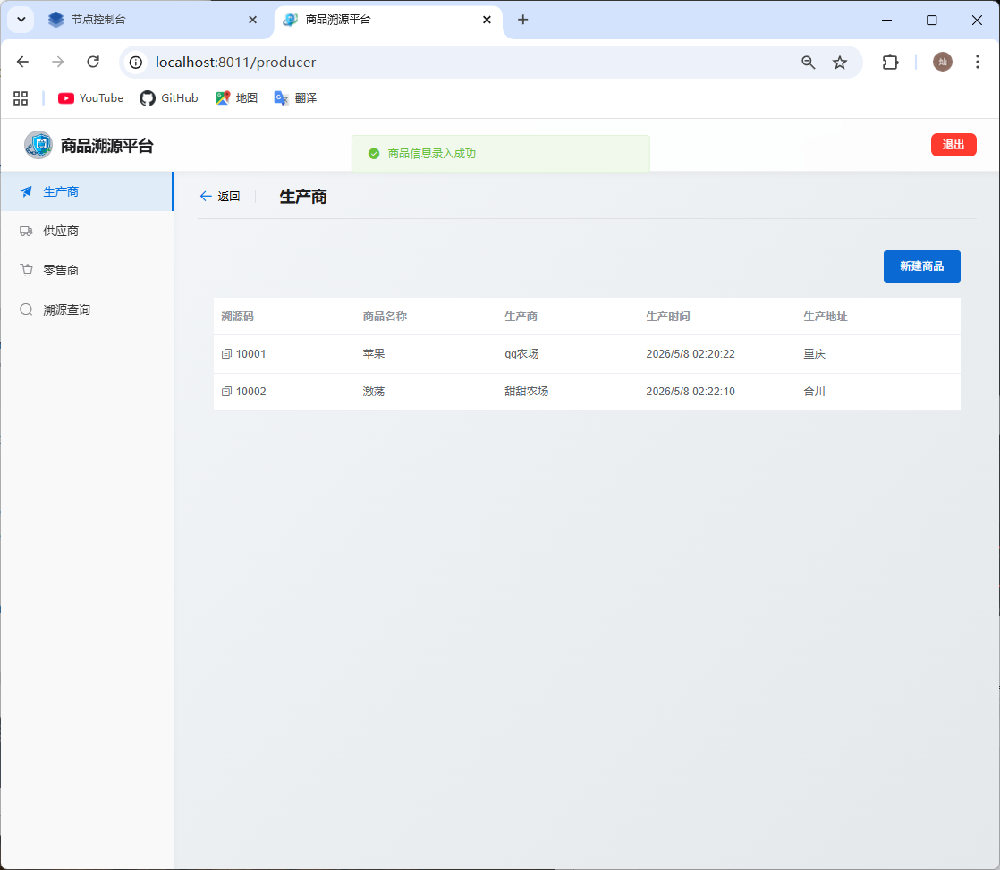 节点控制台
商品溯源平台
localhost:8011/producer
YouTube
GitHub
地图
翻译
灿
商品溯源平台
商品信息录入成功
退出
生产商
供应商
零售商
溯源查询
返回
生产商
新建商品
溯源码 商品名称 生产商 生产时间 生产地址
10001 苹果 qq农场 2026/5/8 02:20:22 重庆
10002 激荡 甜甜农场 2026/5/8 02:22:10 合川